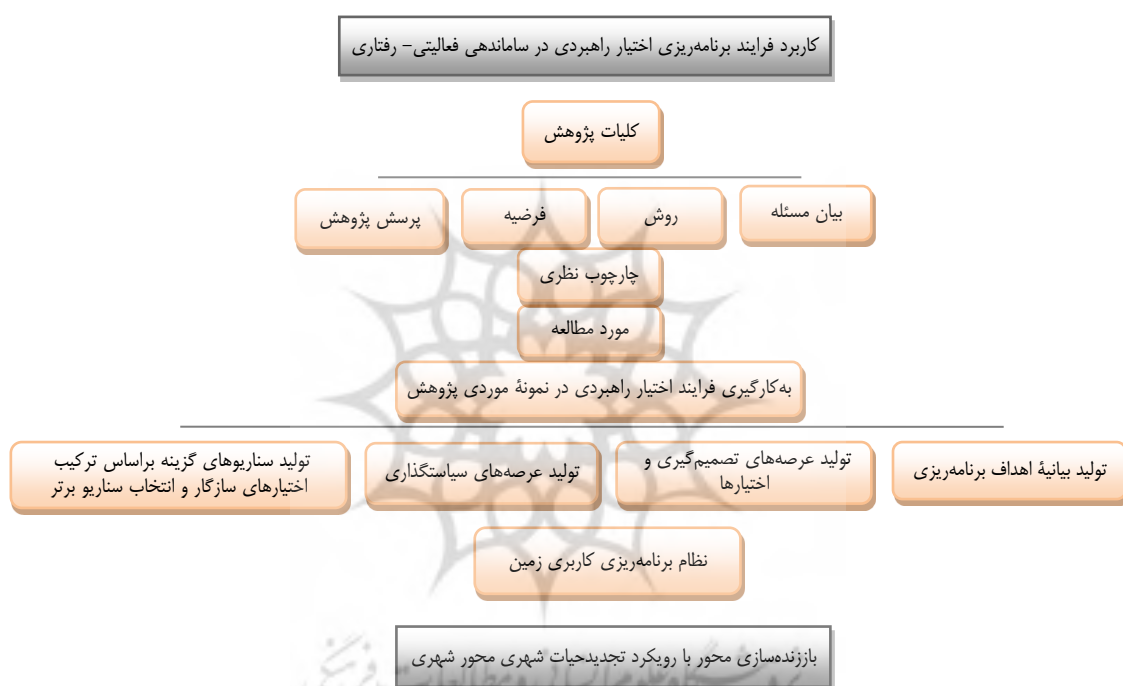 کاربرد فرایند برنامه‌ریزی اختیار راهبردی در ساماندهی فعالیتی- رفتاری
کلیات پژوهش
بیان مسئله
روش
فرضیه
پرسش پژوهش
چارچوب نظری
مورد مطالعه
به‌کارگیری فرایند اختیار راهبردی در نمونۀ موردی پژوهش
تولید بیانیۀ اهداف برنامه‌ریزی
تولید عرصه‌های تصمیم‌گیری و
اختیارها
تولید عرصه‌های سیاستگذاری
تولید سناریوهای گزینه براساس ترکیب
اختیارهای سازگار و انتخاب سناریو برتر
نظام برنامه‌ریزی کاربری زمین
باززنده‌سازی محور با رویکرد تجدیدحیات شهری محور شهری